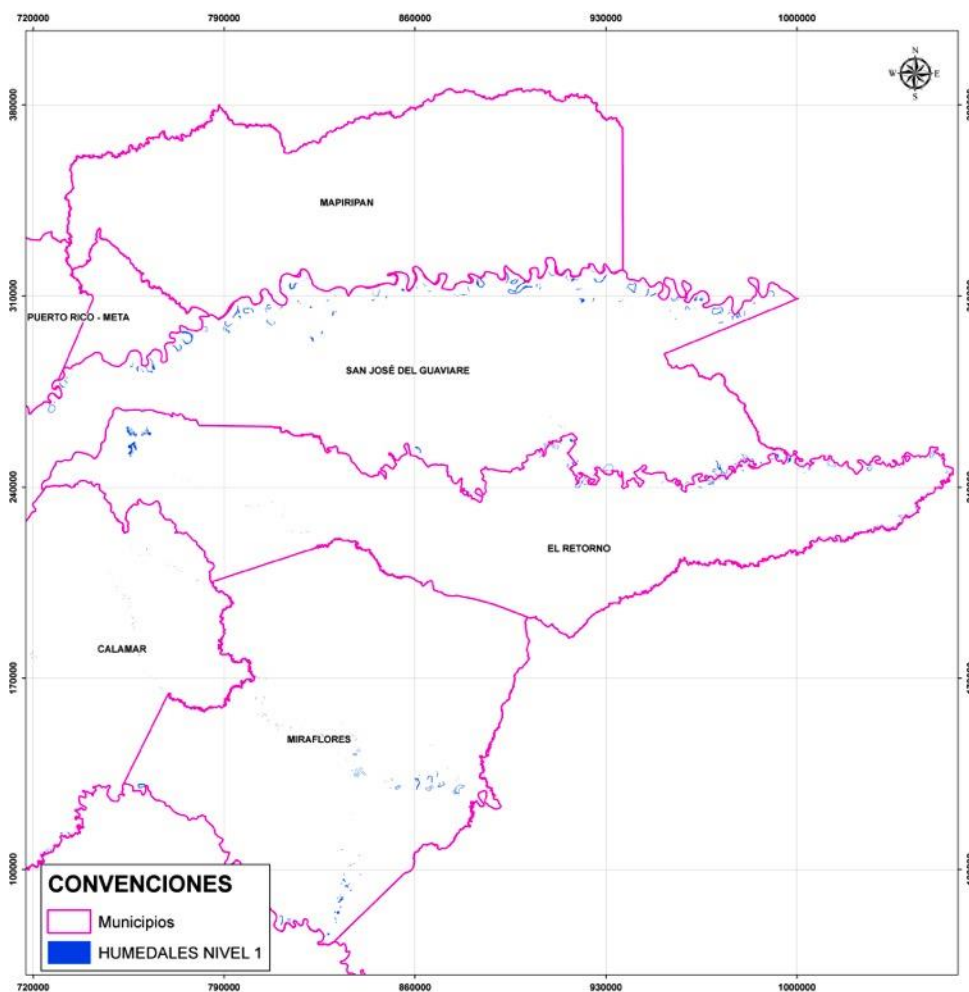 720000 790000 860000 930000 1000000
N
W E
S
380000
MAPIRIPAN
310000
PUERTO RICO - META
SAN JOSÉ DEL GUAVIARE
240000
EL RETORNO
CALAMAR
170000
MIRAFLORES
100000
CONVENCIONES
Municipios
HUMEDALES NIVEL 1
720000 790000 860000 930000 1000000